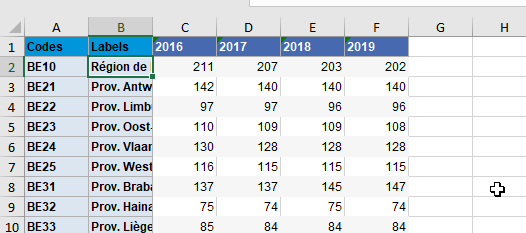 A B C D E F G H
1 Codes Labels 2016 2017 2018 2019
2 BE10 Région de 211 207 203 202
3 BE21 Prov. Antw 142 140 140 140
4 BE22 Prov. Limb 97 97 96 96
5 BE23 Prov. Oost- 110 109 109 108
6 BE24 Prov. Vlaar 130 128 128 128
7 BE25 Prov. West 116 115 115 115
8 BE31 Prov. Braba 137 137 145 147
9 BE32 Prov. Haina 75 74 75 74
10 BE33 Prov. Liège 85 84 84 84